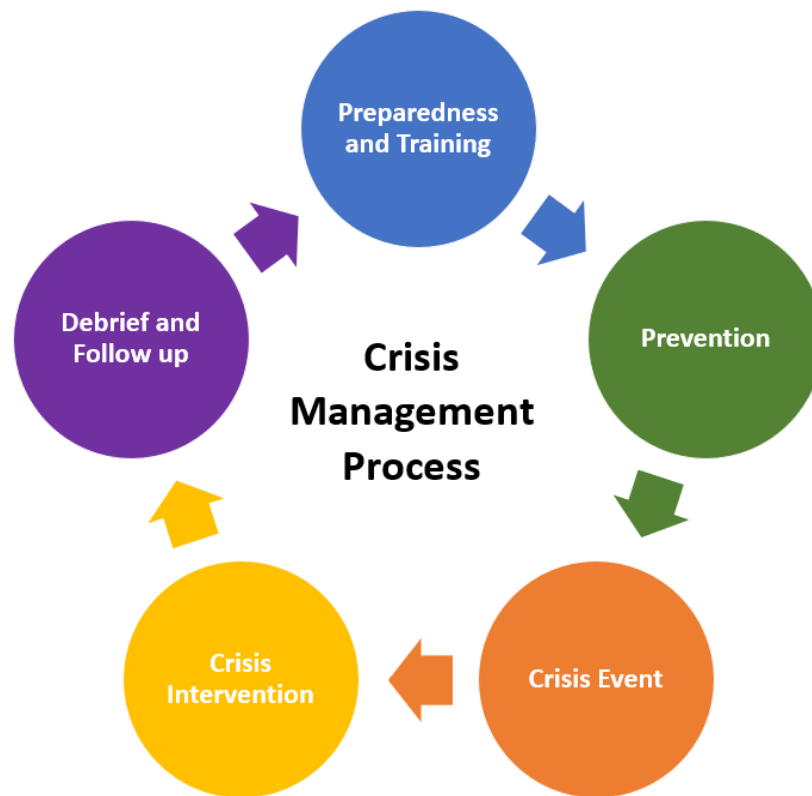 Preparedness
and Training
Prevention
Crisis Event
Crisis
Intervention
Debrief and
Follow up
Crisis
Management
Process